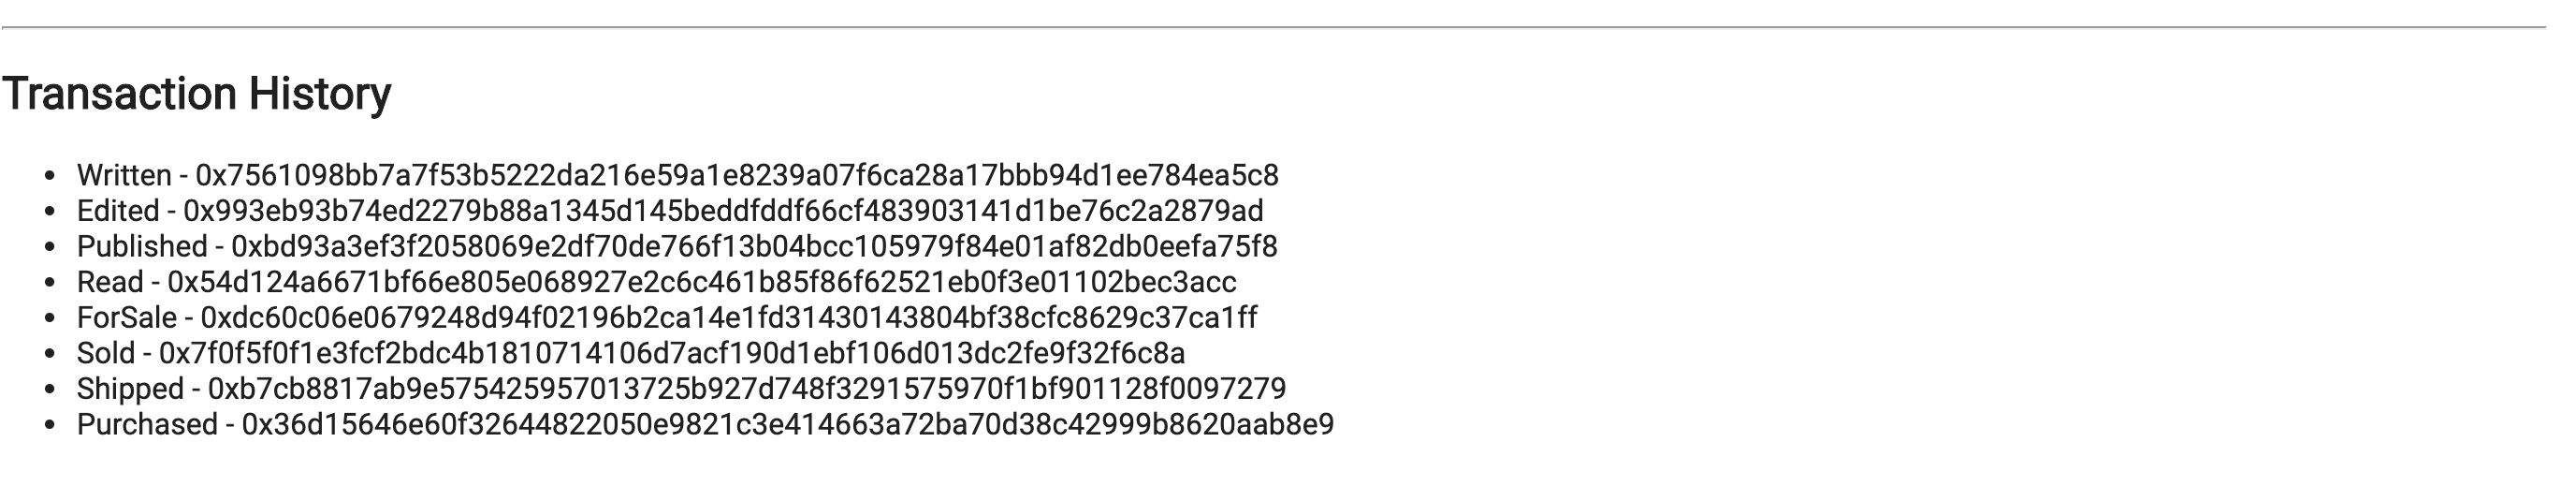 Transaction History
• Written - 0x7561098bb7a7f53b5222da216e59a1e8239a07f6ca28a17bbb94d1ee784ea5c8
• Edited - 0x993eb93b74ed2279b88a1345d145beddfddf66cf483903141d1be76c2a2879ad
• Published - 0xbd93a3ef3f2058069e2df70de766f13b04bcc105979f84e01af82db0eefa75f8
• Read - 0x54d124a6671bf66e805e068927e2c6c461b85f86f62521eb0f3e01102bec3acc
• ForSale - 0xdc60c06e0679248d94f02196b2ca14e1fd31430143804bf38cfc8629c37ca1ff
• Sold - 0x7f0f5f0f1e3fcf2bdc4b1810714106d7acf190d1ebf106d013dc2fe9f32f6c8a
• Shipped - 0xb7cb8817ab9e575425957013725b927d748f3291575970f1bf901128f0097279
• Purchased - 0x36d15646e60f32644822050e9821c3e414663a72ba70d38c42999b8620aab8e9